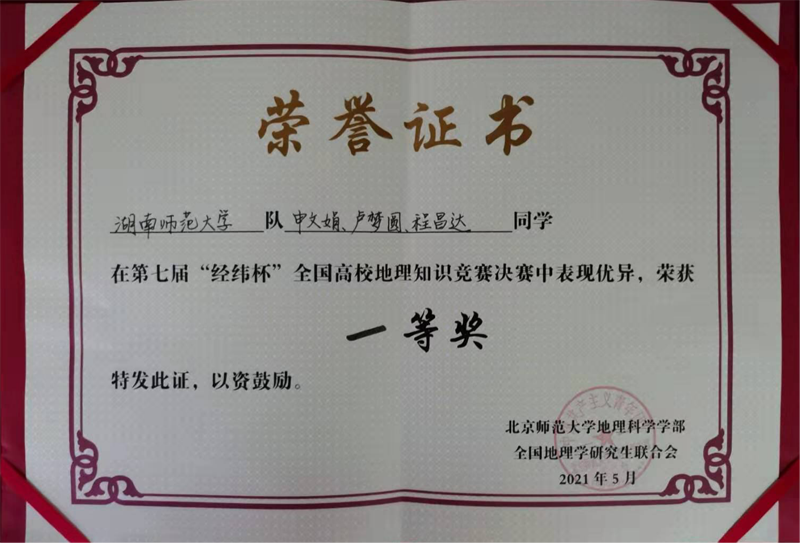 荣誉证书
湖南师范大学 队 申文娟、卢梦圆、程昌达 同学
在第七届“经纬杯”全国高校地理知识竞赛决赛中表现优异，荣获
一等奖
特发此证，以资鼓励。
北京师范大学地理科学学部
全国地理学研究生联合会
2021年5月